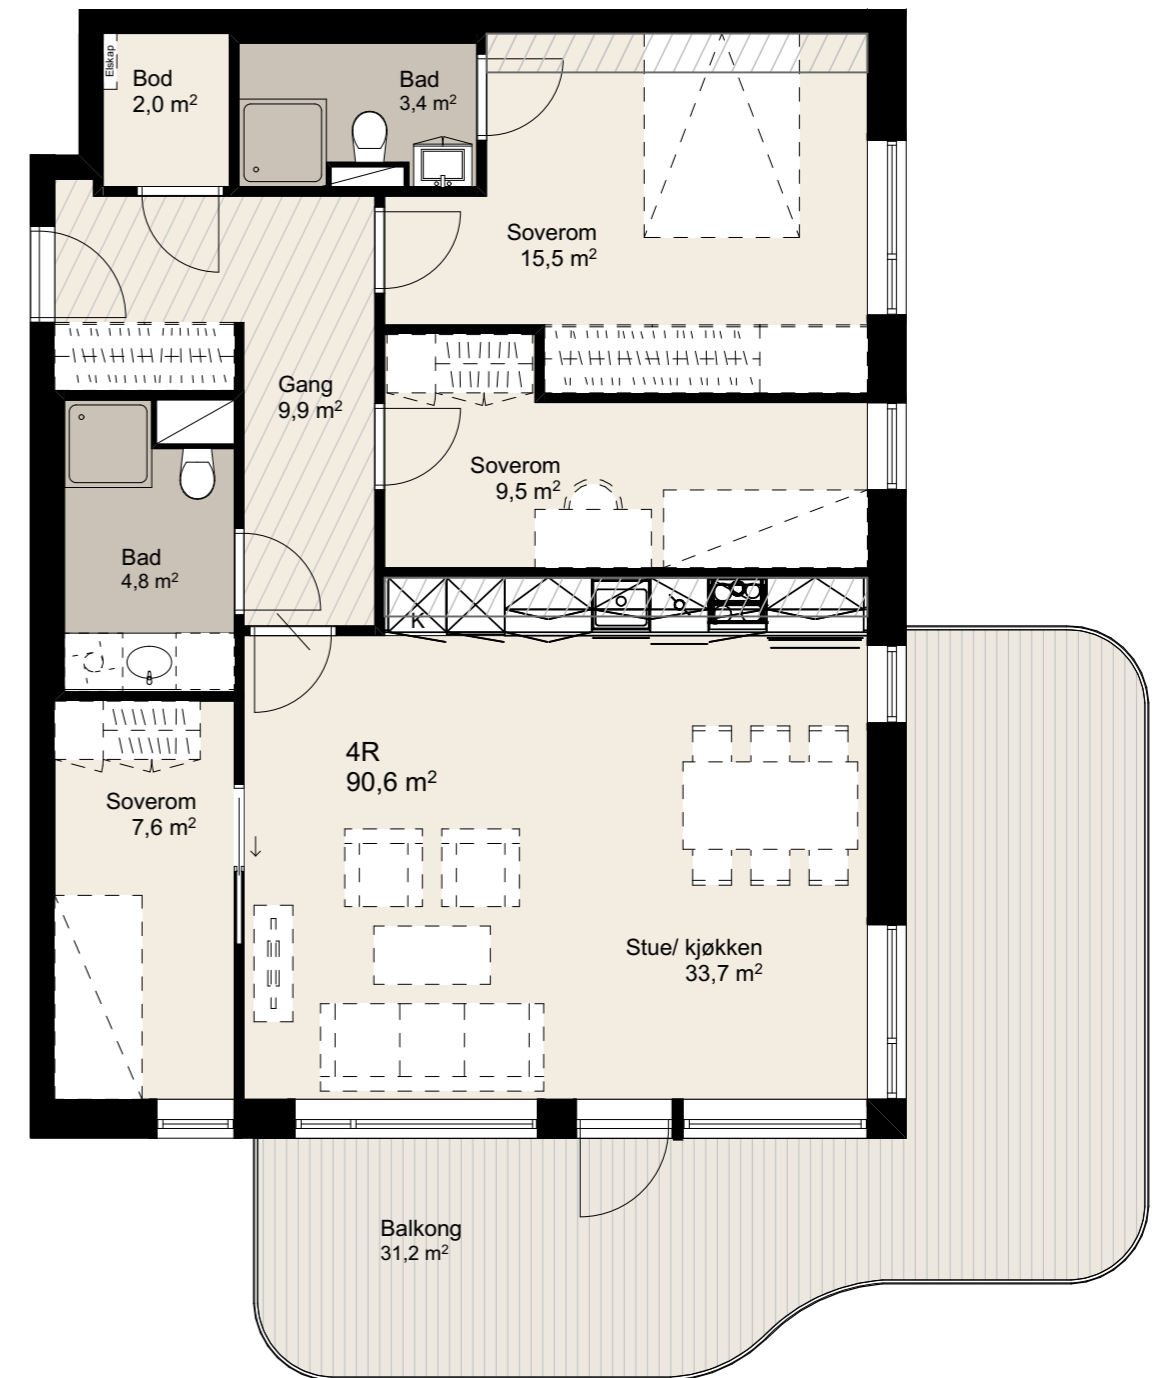 Elskap
Bod
2,0 m²
Bad
3,4 m²
Soverom
15,5 m²
Gang
9,9 m²
Soverom
9,5 m²
Bad
4,8 m²
K
4R
90,6 m²
Soverom
7,6 m²
Stue/ kjøkken
33,7 m²
Balkong
31,2 m²